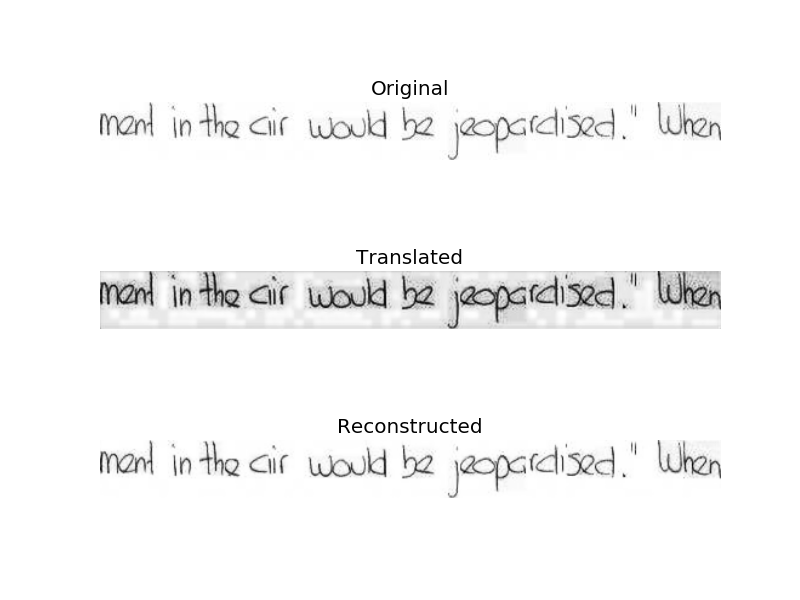 Original
ment in the air would be jeopardised." When
Translated
ment in the air would be jeopardised." When
Reconstructed
ment in the air would be jeopardised." When